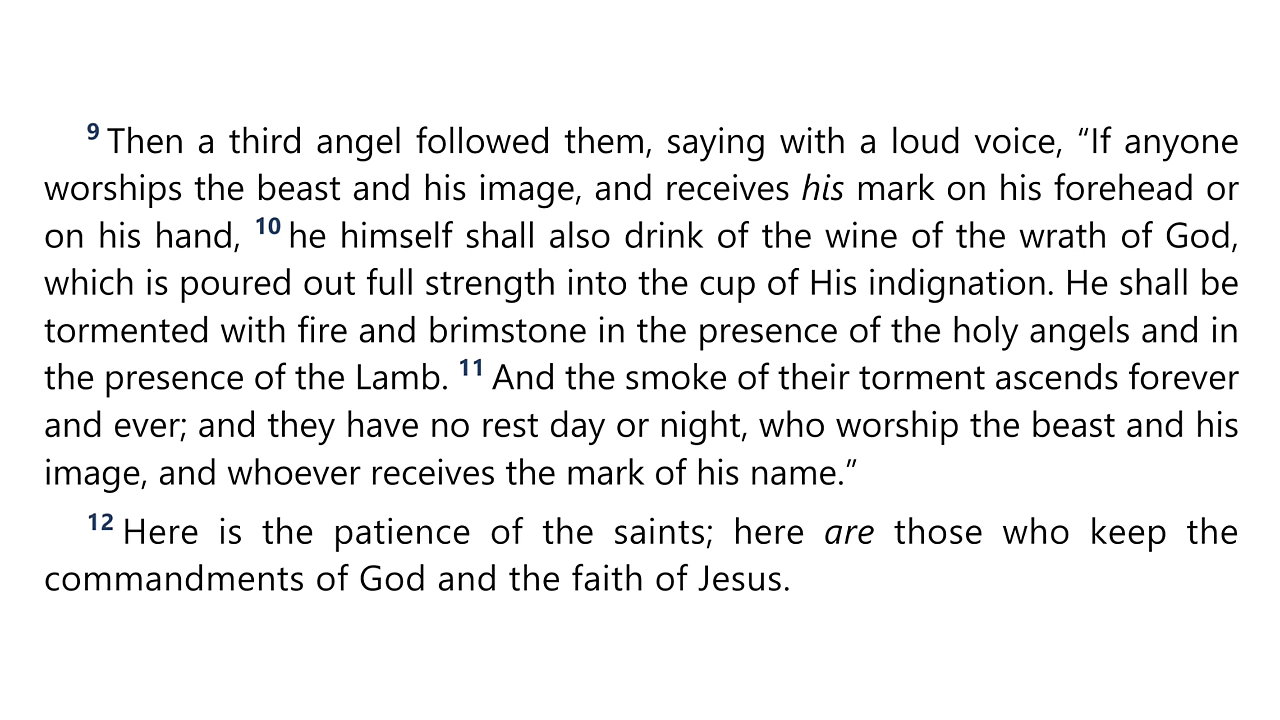 9 Then a third angel followed them, saying with a loud voice, “If anyone
worships the beast and his image, and receives his mark on his forehead or
on his hand, 10 he himself shall also drink of the wine of the wrath of God,
which is poured out full strength into the cup of His indignation. He shall be
tormented with fire and brimstone in the presence of the holy angels and in
the presence of the Lamb. 11 And the smoke of their torment ascends forever
and ever; and they have no rest day or night, who worship the beast and his
image, and whoever receives the mark of his name.”
12 Here is the patience of the saints; here are those who keep the
commandments of God and the faith of Jesus.